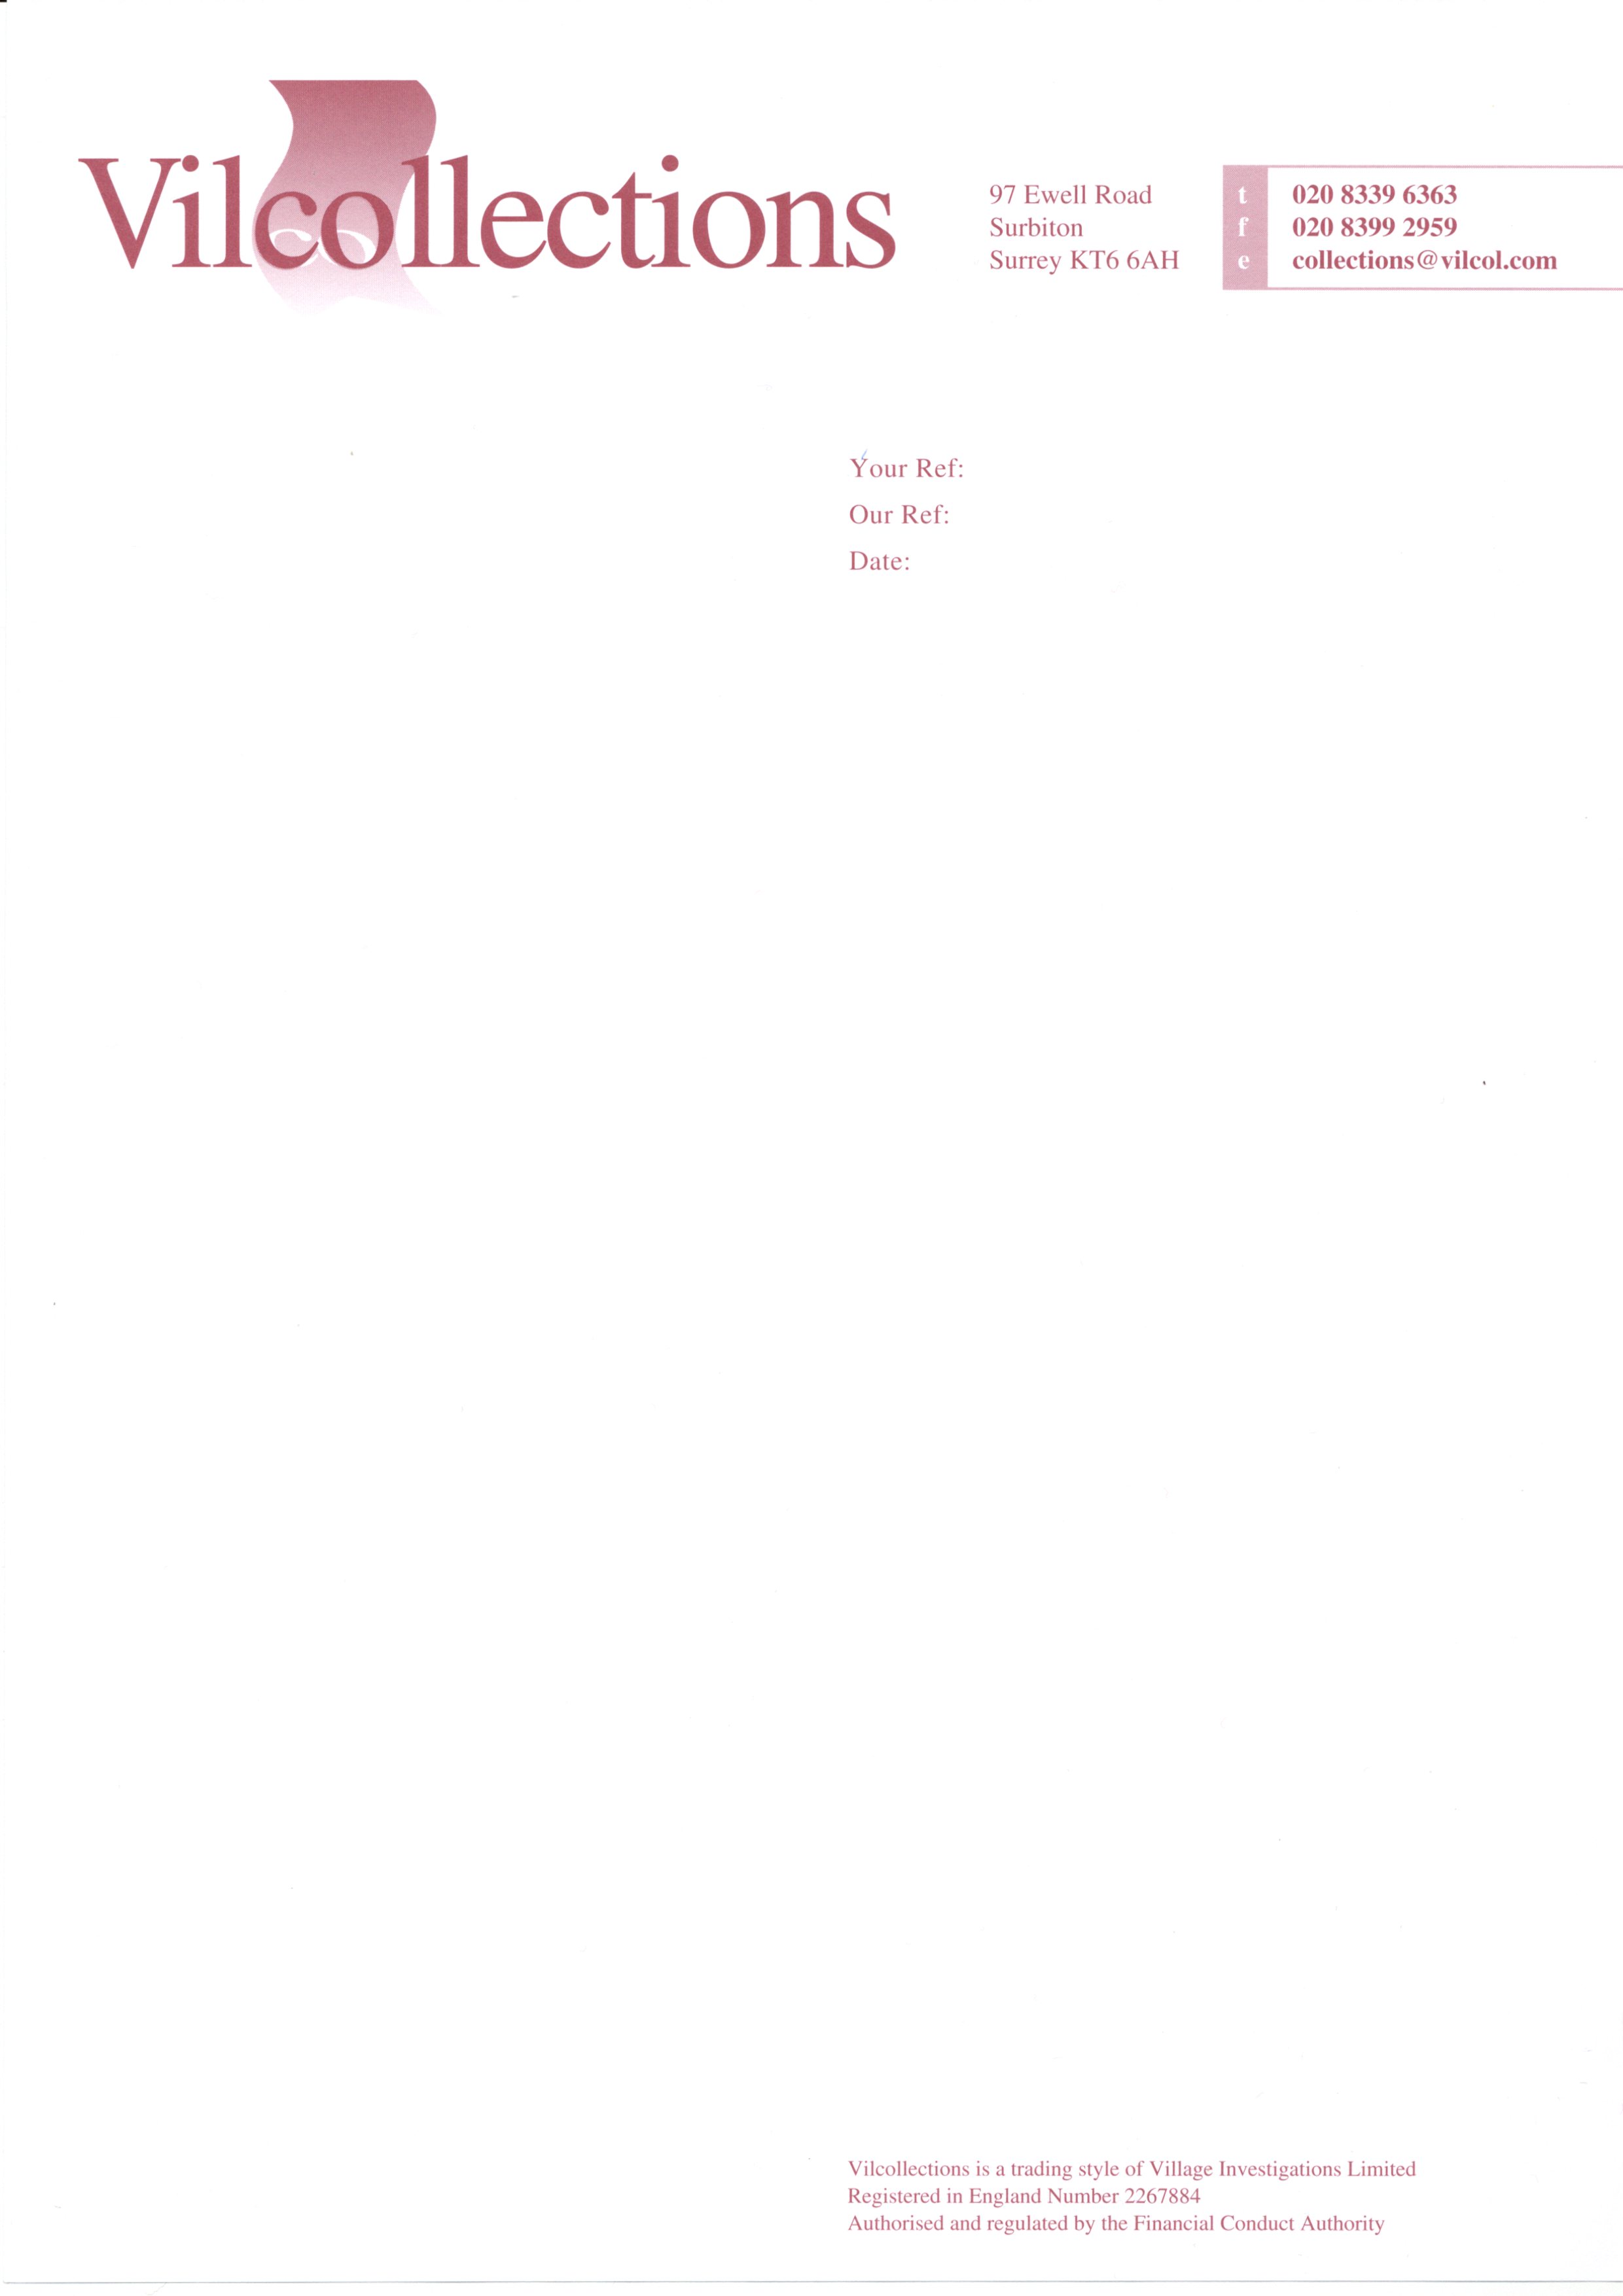 Vilcollections
97 Ewell Road
Surbiton
Surrey KT6 6AH
t 020 8339 6363
f 020 8399 2959
e collections@vilcol.com
Your Ref:
Our Ref:
Date:
Vilcollections is a trading style of Village Investigations Limited
Registered in England Number 2267884
Authorised and regulated by the Financial Conduct Authority